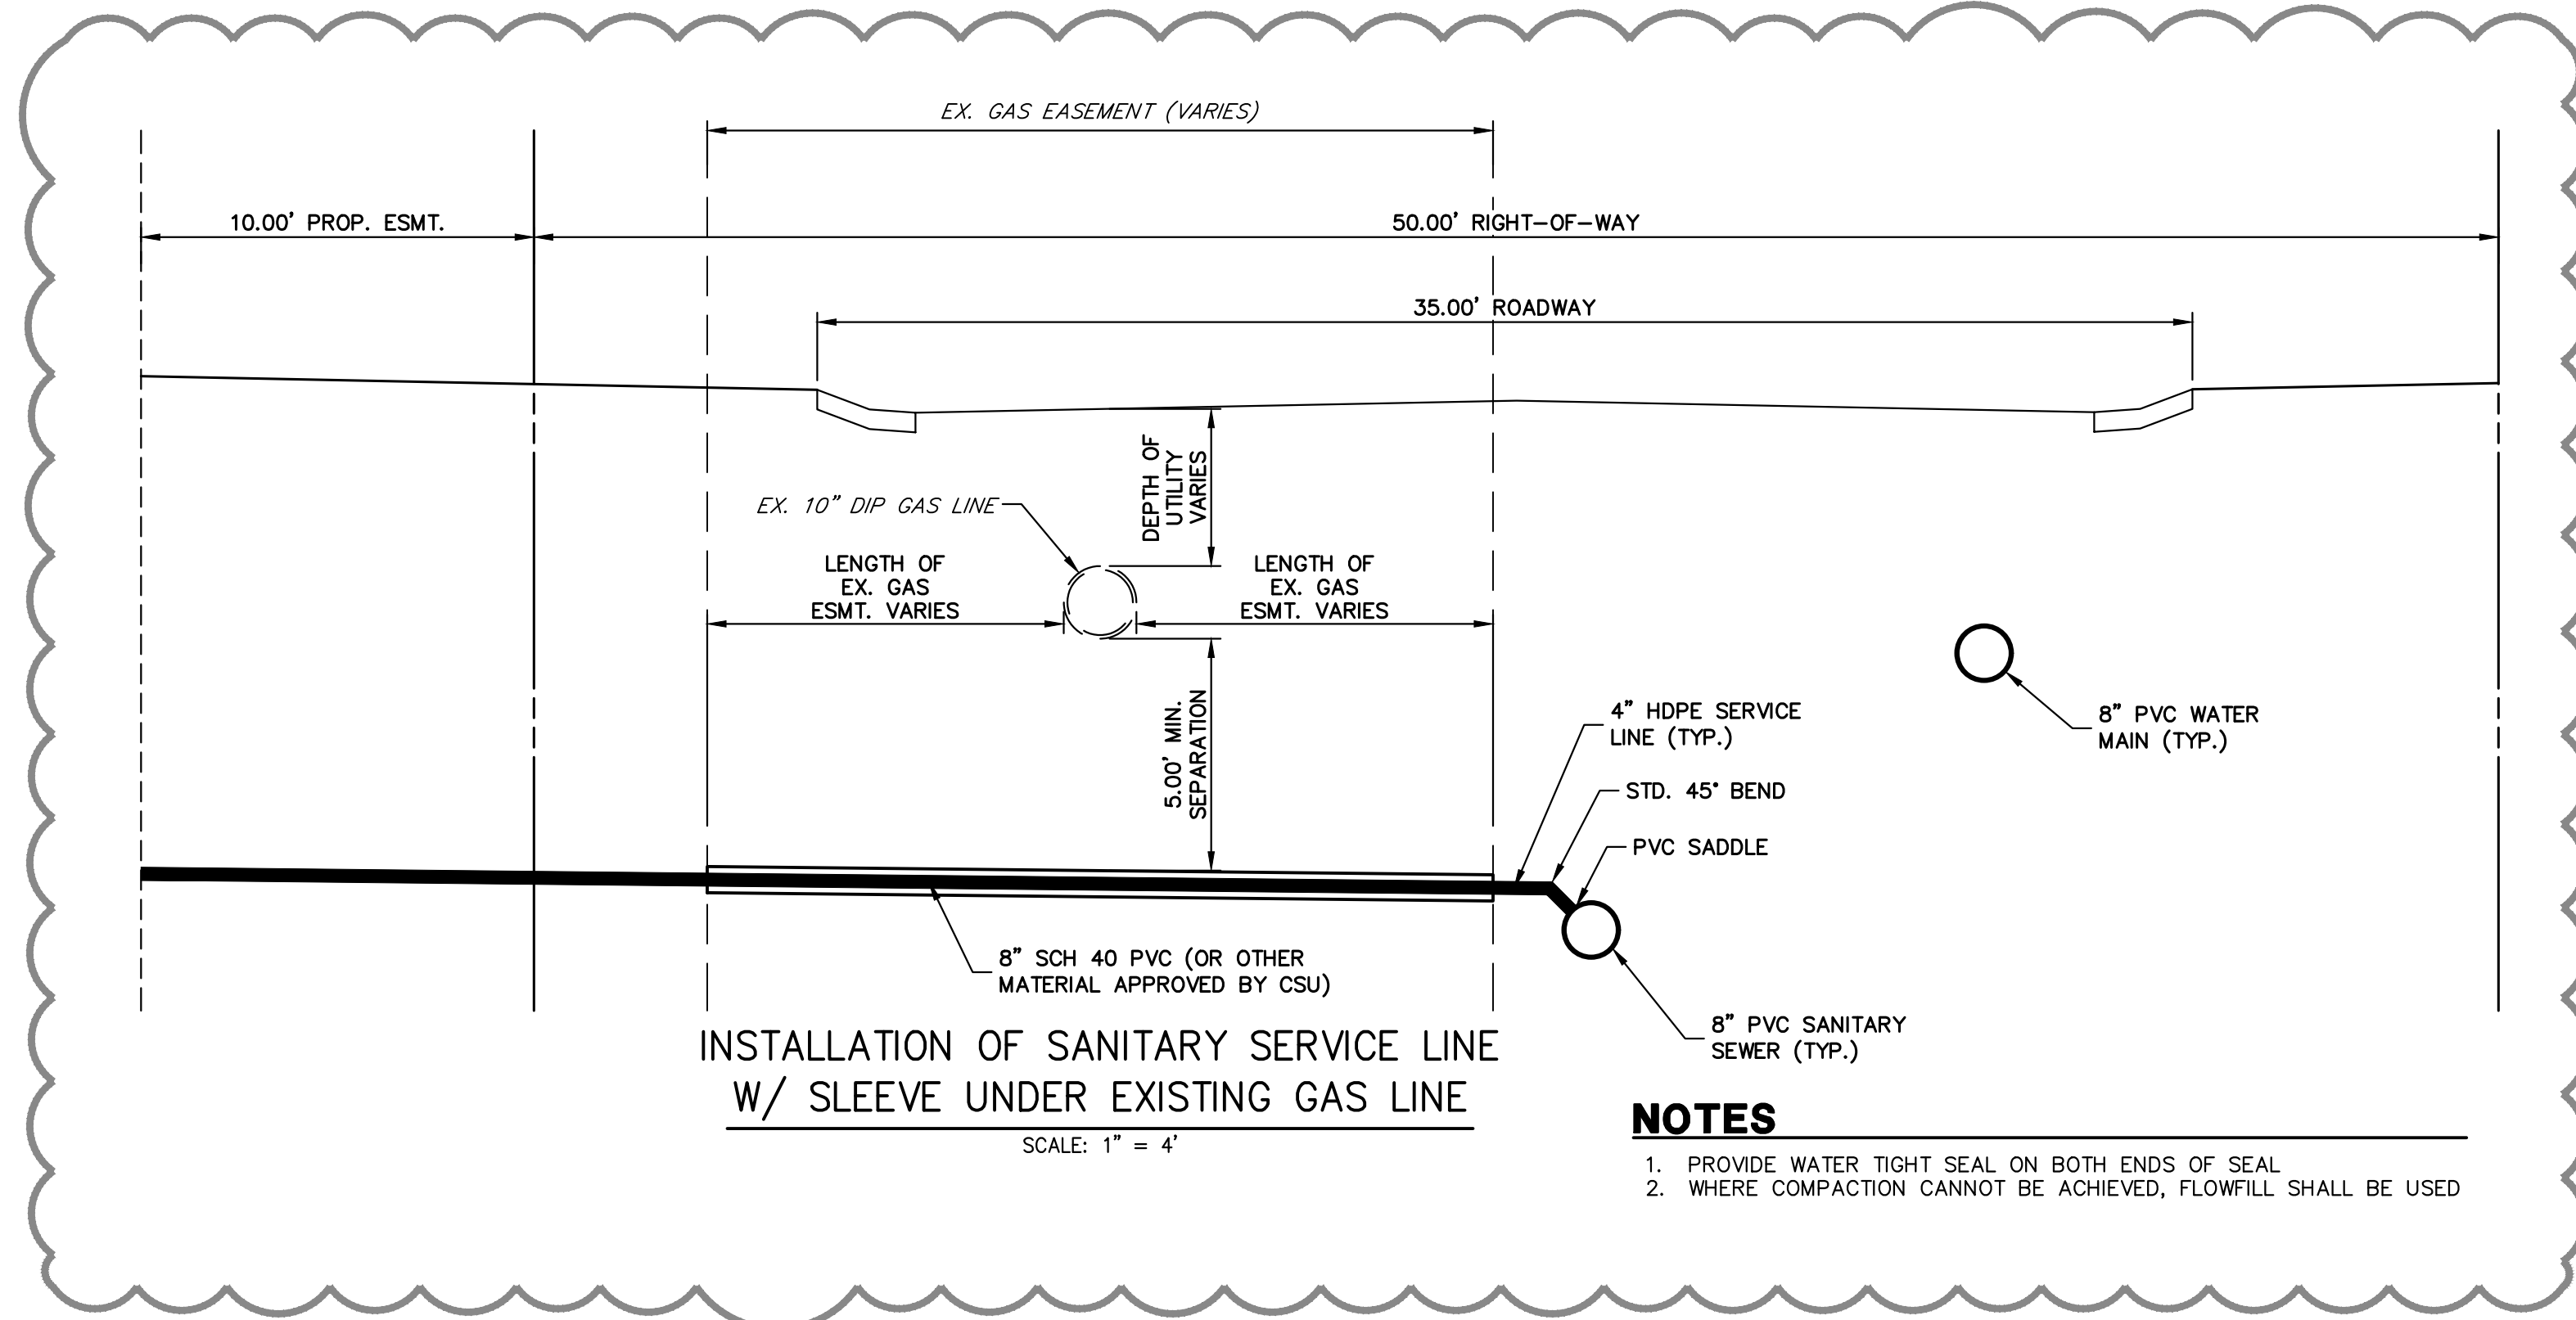 EX. GAS EASEMENT (VARIES)
10.00' PROP. ESMT.
50.00' RIGHT-OF-WAY
35.00' ROADWAY
DEPTH OF
UTILITY
VARIES
EX. 10" DIP GAS LINE
LENGTH OF
EX. GAS
ESMT. VARIES
LENGTH OF
EX. GAS
ESMT. VARIES
5.00' MIN.
SEPARATION
4" HDPE SERVICE
LINE (TYP.)
8" PVC WATER
MAIN (TYP.)
STD. 45° BEND
PVC SADDLE
8" SCH 40 PVC (OR OTHER
MATERIAL APPROVED BY CSU)
8" PVC SANITARY
SEWER (TYP.)
INSTALLATION OF SANITARY SERVICE LINE
W/ SLEEVE UNDER EXISTING GAS LINE
SCALE: 1" = 4'
NOTES
1. PROVIDE WATER TIGHT SEAL ON BOTH ENDS OF SEAL
2. WHERE COMPACTION CANNOT BE ACHIEVED, FLOWFILL SHALL BE USED